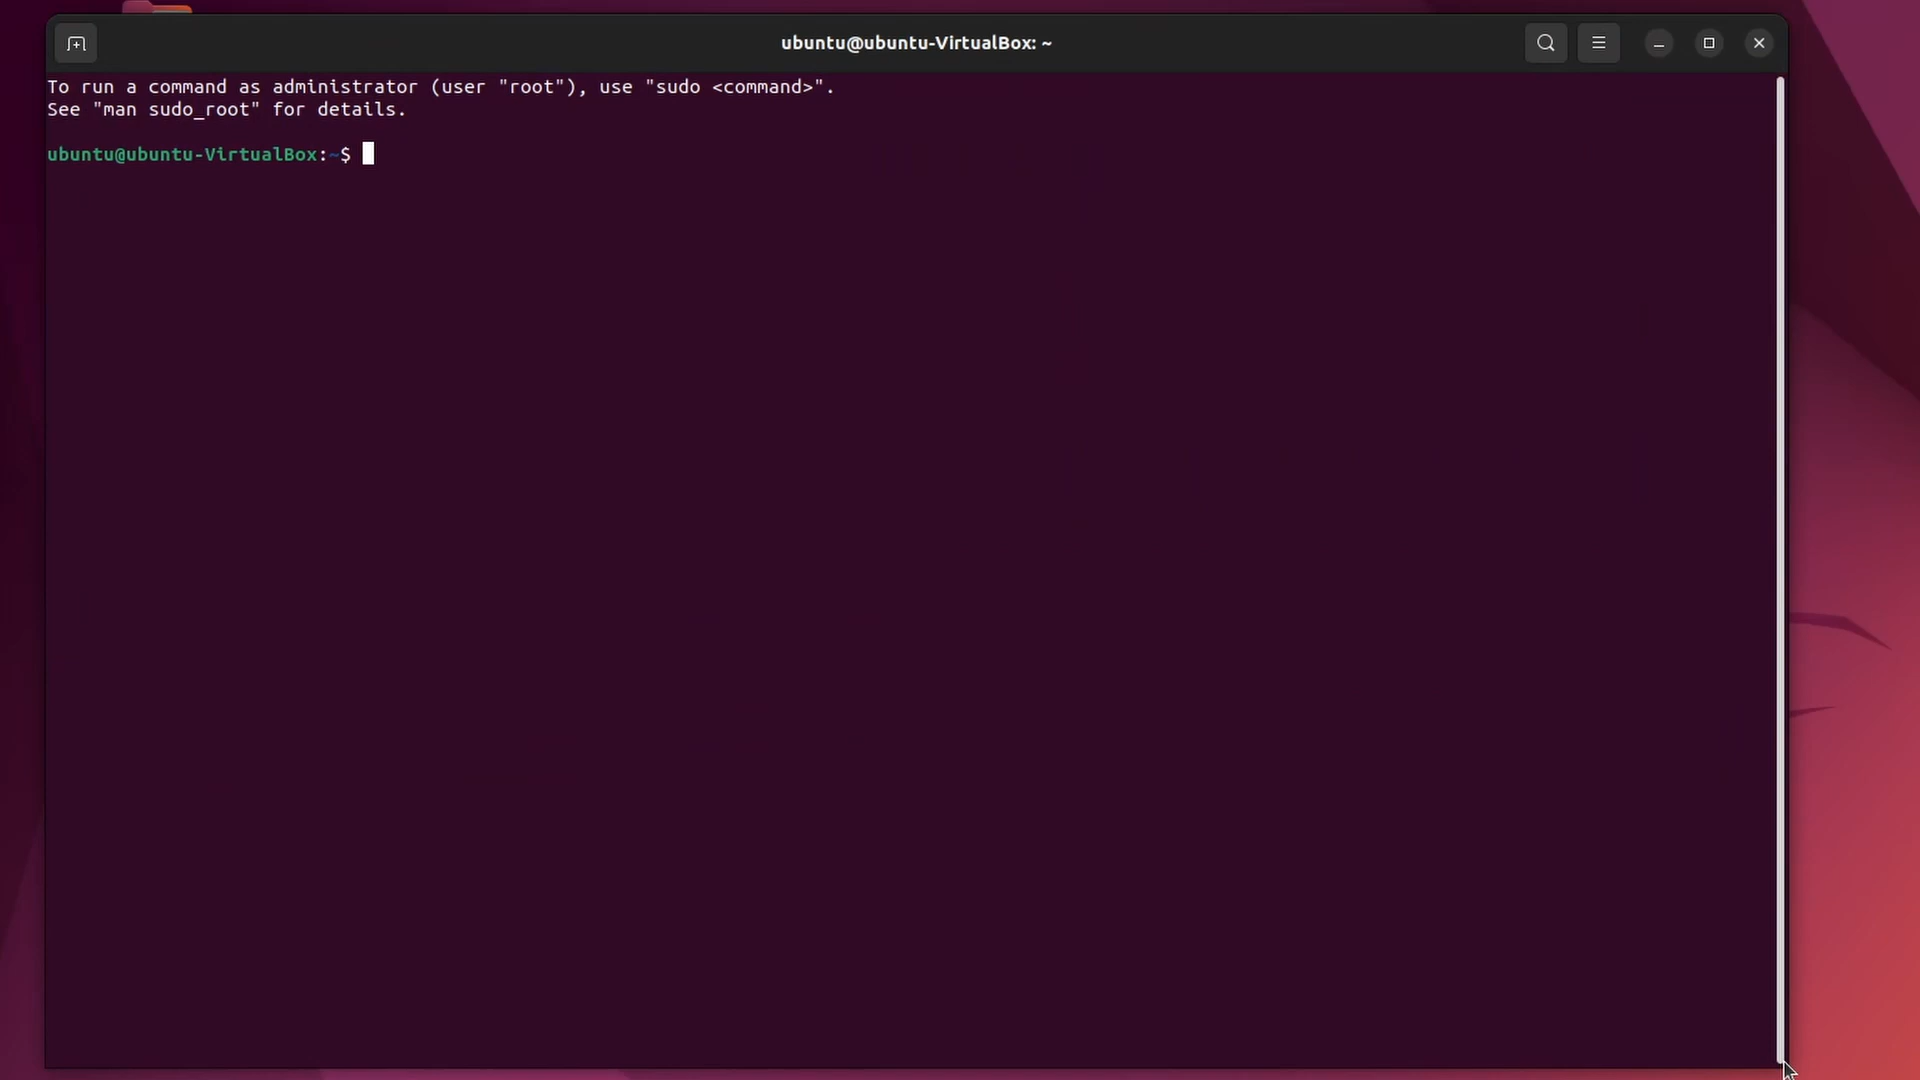 ubuntu@ubuntu-VirtualBox: ~
To run a command as administrator (user "root"), use "sudo <command>".
See "man sudo_root" for details.
ubuntu@ubuntu-VirtualBox:~$